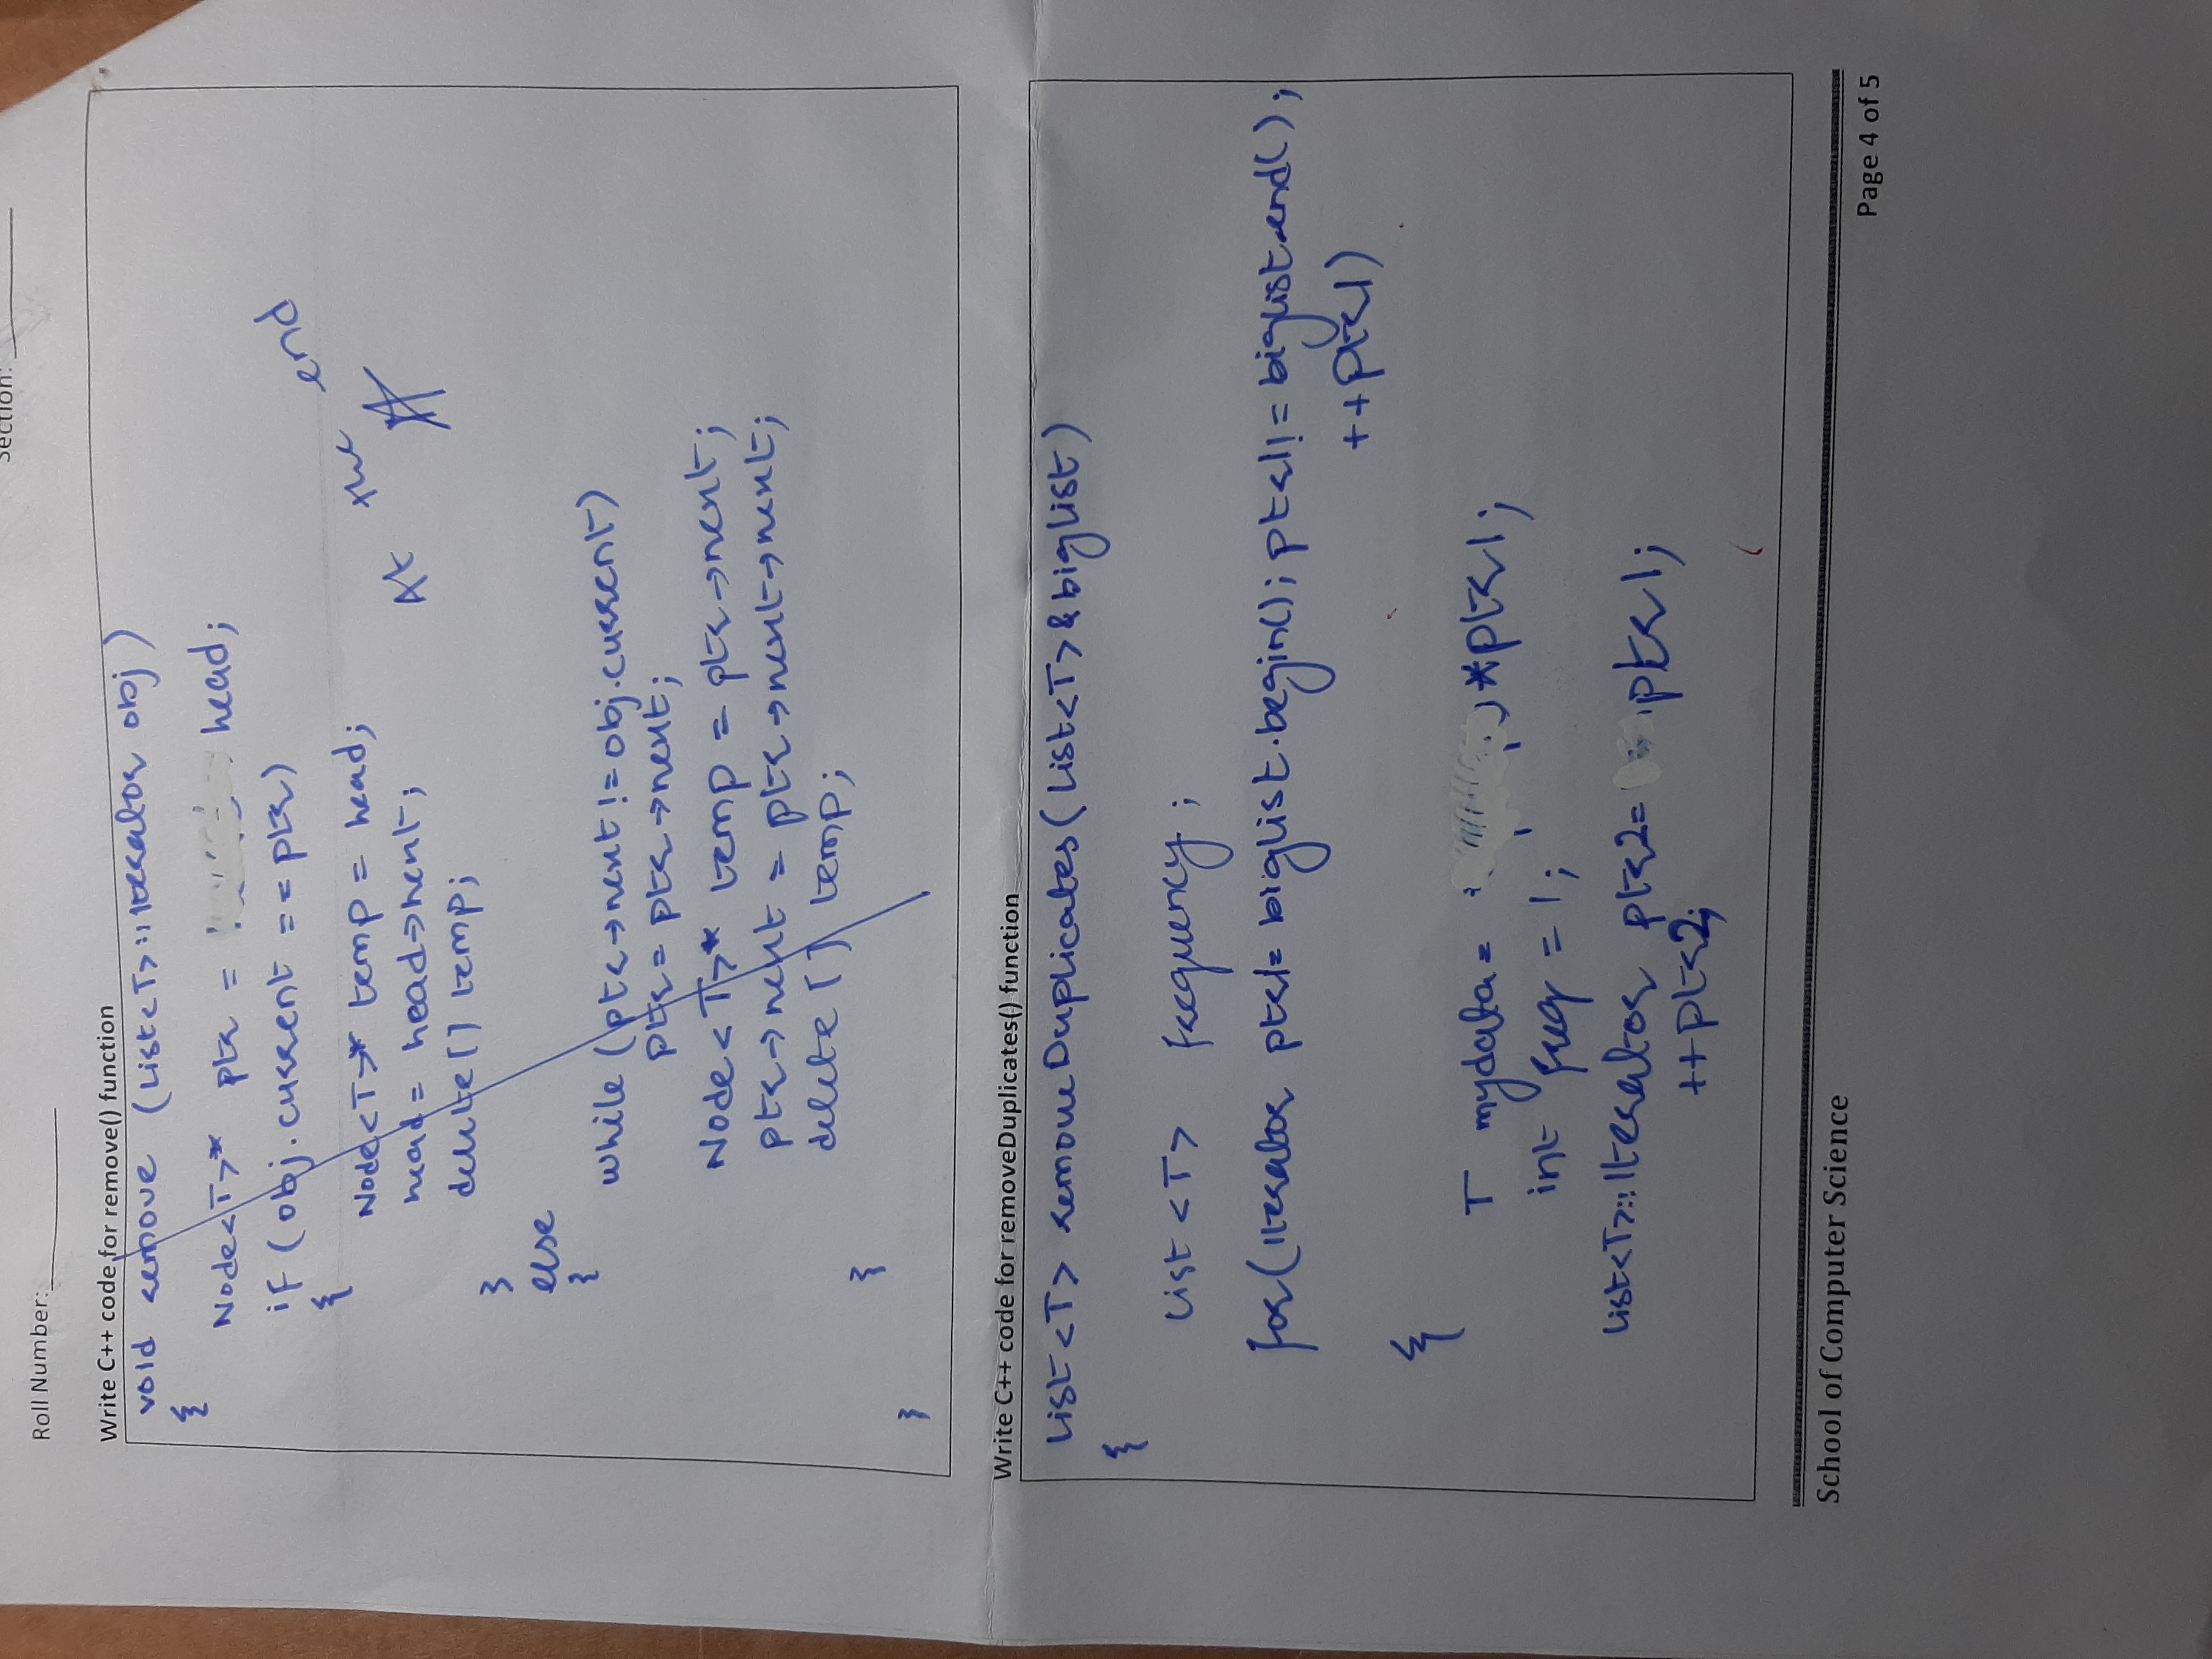 Section: ____________
Roll Number: ____________
Write C++ code for remove() function
void remove (List<T>::Iterator obj)
{
Node<T>* ptr = head;
if (obj.current == ptr)
{
Node<T>* temp = head;
head = head->next;
delete[] temp;
}
At the end
else
{
while (ptr->next != obj.current)
ptr = ptr->next;
Node<T>* temp = ptr->next;
ptr->next = ptr->next->next;
delete [] temp;
}
}
Write C++ code for removeDuplicates() function
List<T> removeDuplicates(List<T>& biglist)
{
List<T> frequency;
for(Iterator ptr1= biglist.begin(); ptr1!= biglist.end();
++ptr1)
{
T mydata = *ptr1;
int freq = 1;
List<T>::Iterator ptr2= ptr1;
++ptr2;
School of Computer Science
Page 4 of 5